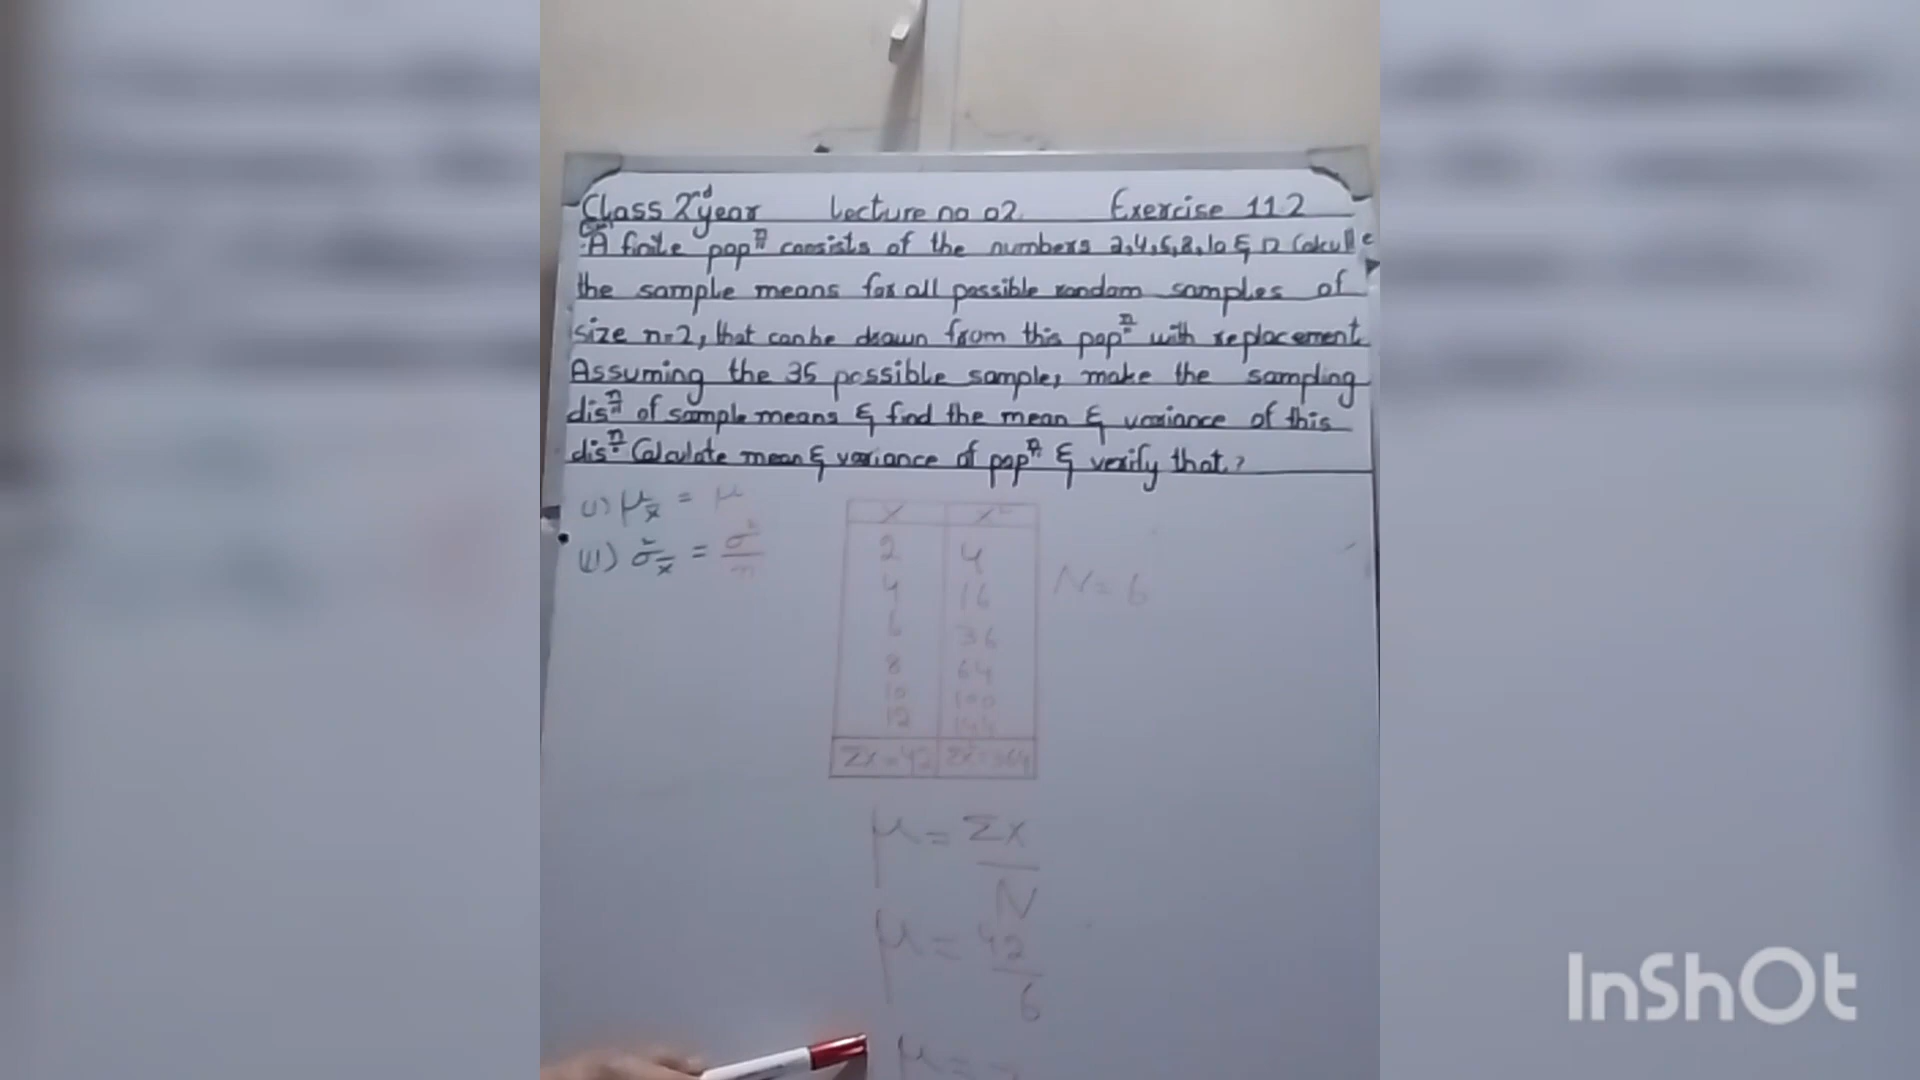 Class 2nd year Lecture no 02 Exercise 11.2
A finite popⁿ consists of the numbers 2,4,6,8,10 & 12 Calculate
the sample means for all possible random samples of
size n=2, that can be drawn from this popⁿ with replacement.
Assuming the 36 possible samples, make the sampling
disⁿ of sample means & find the mean & variance of this
disⁿ Calculate mean & variance of popⁿ & verify that?
(i) μx̄ = μ
(ii) σ²x̄ = σ²/n
X X²
2 4
4 16
6 36
8 64
10 100
12 144
ΣX=42 ΣX²=364
N=6
μ = ΣX/N
μ = 42/6
μ = 7
InShOt